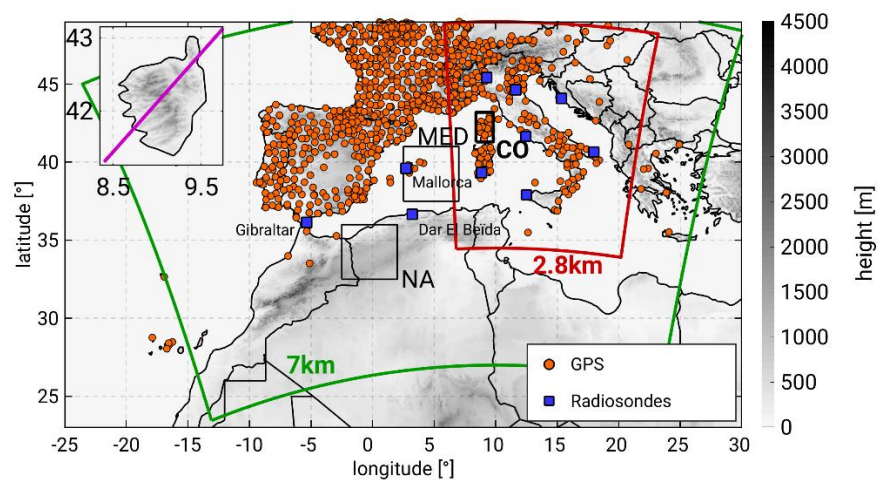 43
42
8.5 9.5
45
40
35
30
25
latitude [°]
-25 -20 -15 -10 -5 0 5 10 15 20 25 30
longitude [°]
MED
CO
Mallorca
Gibraltar
Dar El Beïda
NA
2.8km
7km
GPS
Radiosondes
4500
4000
3500
3000
2500
2000
1500
1000
500
0
height [m]